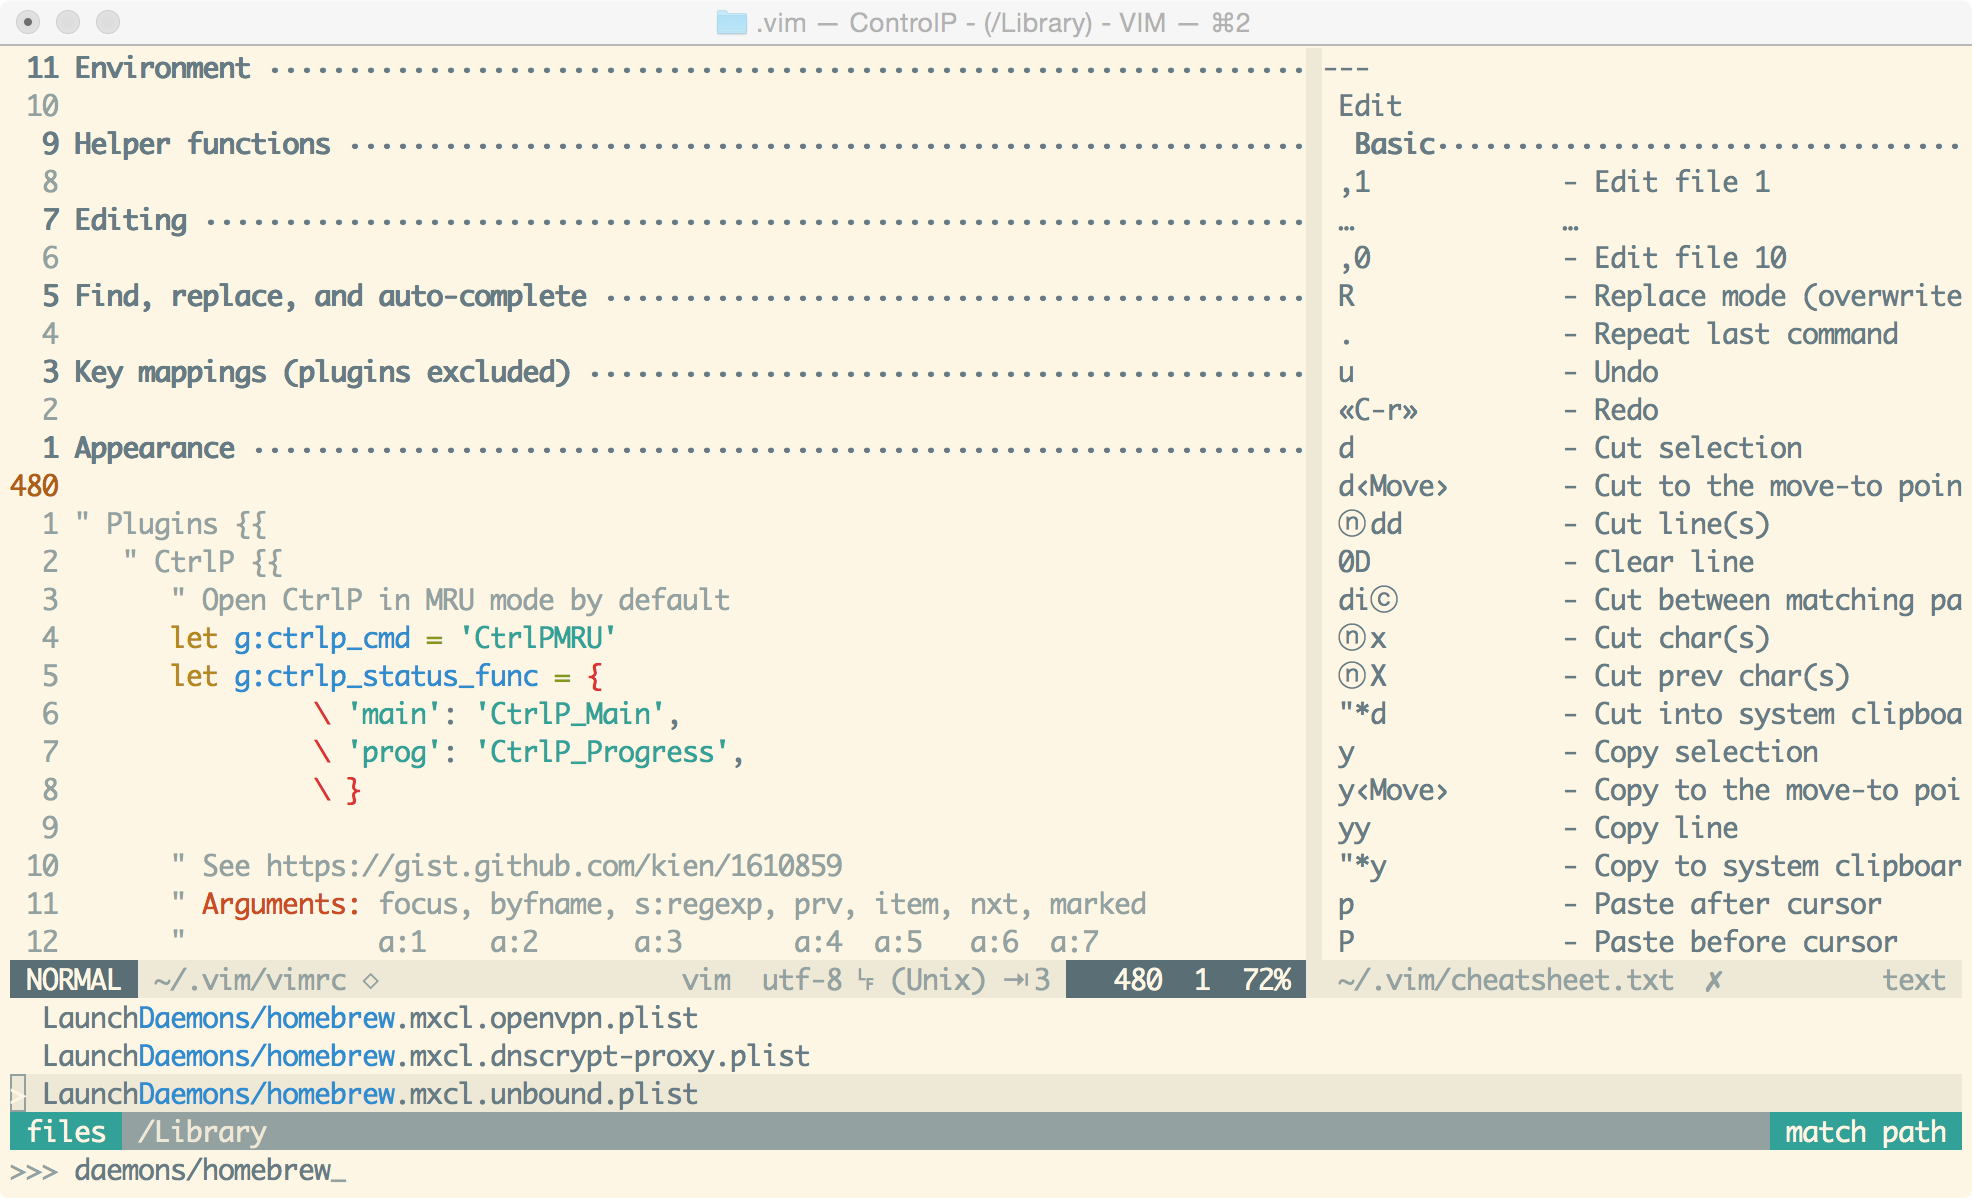 .vim — ControlP - (/Library) - VIM — ⌘2
11 Environment ································································
10
9 Helper functions ····························································
8
7 Editing ·····································································
6
5 Find, replace, and auto-complete ············································
4
3 Key mappings (plugins excluded) ·············································
2
1 Appearance ··································································
480
1 " Plugins {{
2 " CtrlP {{
3 " Open CtrlP in MRU mode by default
4 let g:ctrlp_cmd = 'CtrlPMRU'
5 let g:ctrlp_status_func = {
6 \ 'main': 'CtrlP_Main',
7 \ 'prog': 'CtrlP_Progress',
8 \ }
9
10 " See https://gist.github.com/kien/1610859
11 " Arguments: focus, byfname, s:regexp, prv, item, nxt, marked
12 " a:1 a:2 a:3 a:4 a:5 a:6 a:7
NORMAL ~/.vim/vimrc ◇ vim utf-8 ␊ (Unix) ⇥3 480 1 72%
---
Edit
Basic·································
,1 - Edit file 1
… …
,0 - Edit file 10
R - Replace mode (overwrite
. - Repeat last command
u - Undo
«C-r» - Redo
d - Cut selection
d‹Move› - Cut to the move-to poin
ⓝdd - Cut line(s)
0D - Clear line
diⓒ - Cut between matching pa
ⓝx - Cut char(s)
ⓝX - Cut prev char(s)
"*d - Cut into system clipboa
y - Copy selection
y‹Move› - Copy to the move-to poi
yy - Copy line
"*y - Copy to system clipboar
p - Paste after cursor
P - Paste before cursor
~/.vim/cheatsheet.txt ✗ text
LaunchDaemons/homebrew.mxcl.openvpn.plist
LaunchDaemons/homebrew.mxcl.dnscrypt-proxy.plist
> LaunchDaemons/homebrew.mxcl.unbound.plist
files /Library match path
>>> daemons/homebrew_